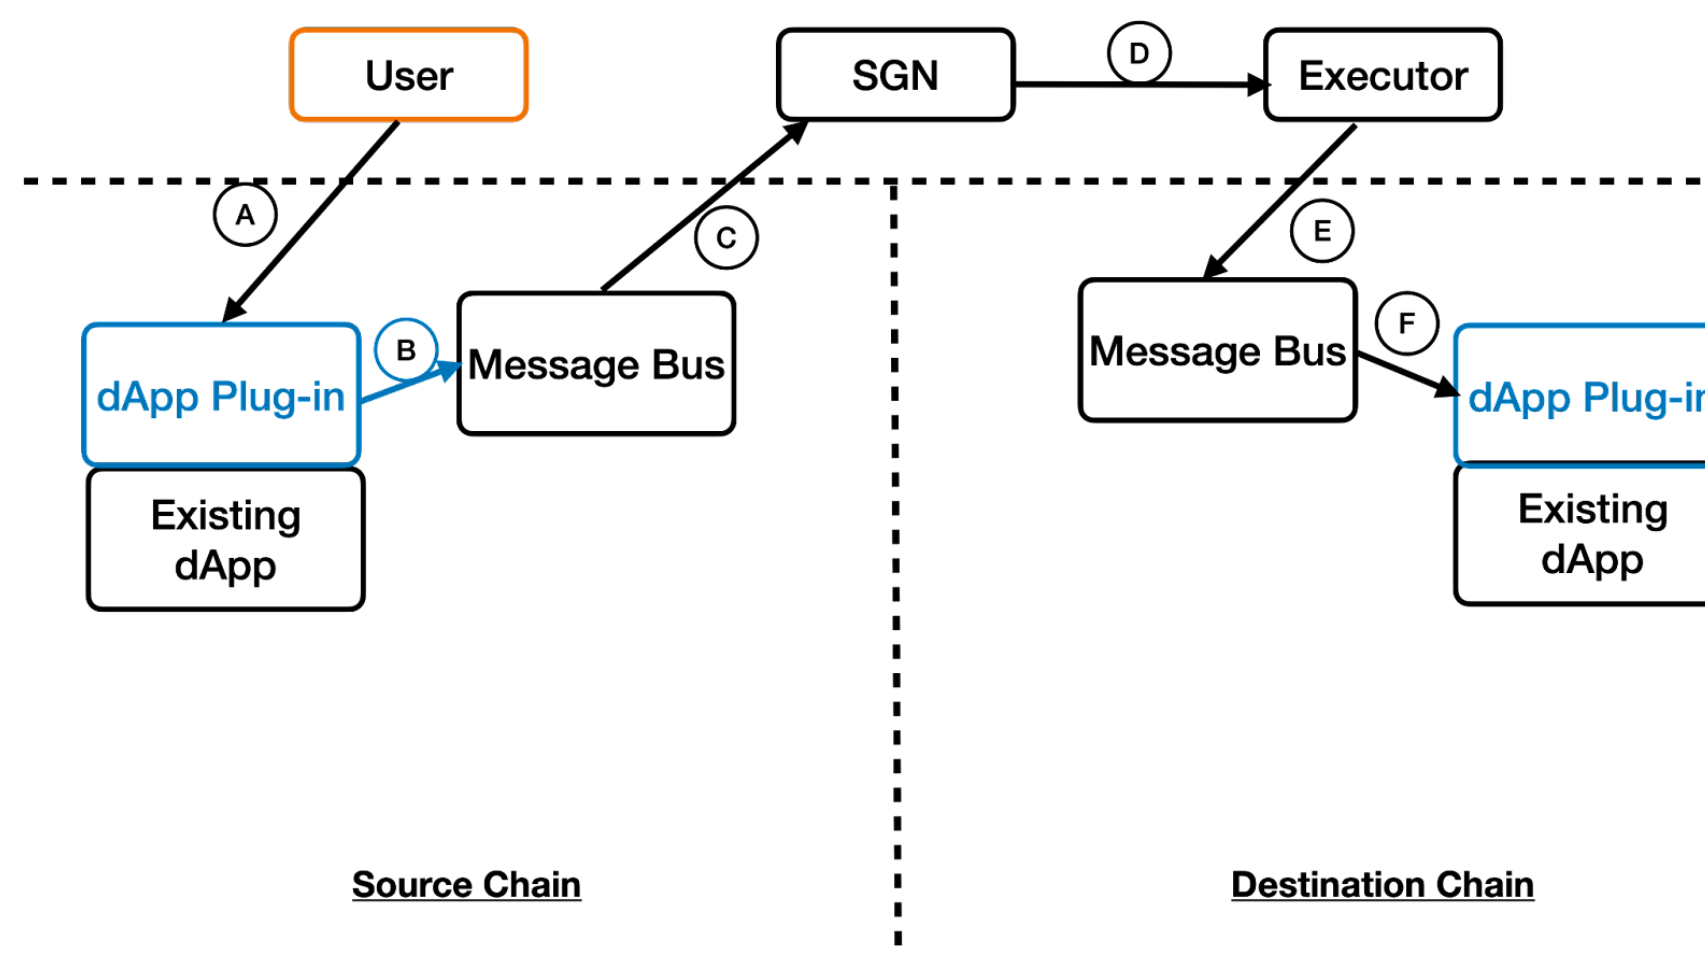 User
SGN
D
Executor
A
C
E
dApp Plug-in
B
Message Bus
Message Bus
F
dApp Plug-in
Existing
dApp
Existing
dApp
Source Chain
Destination Chain